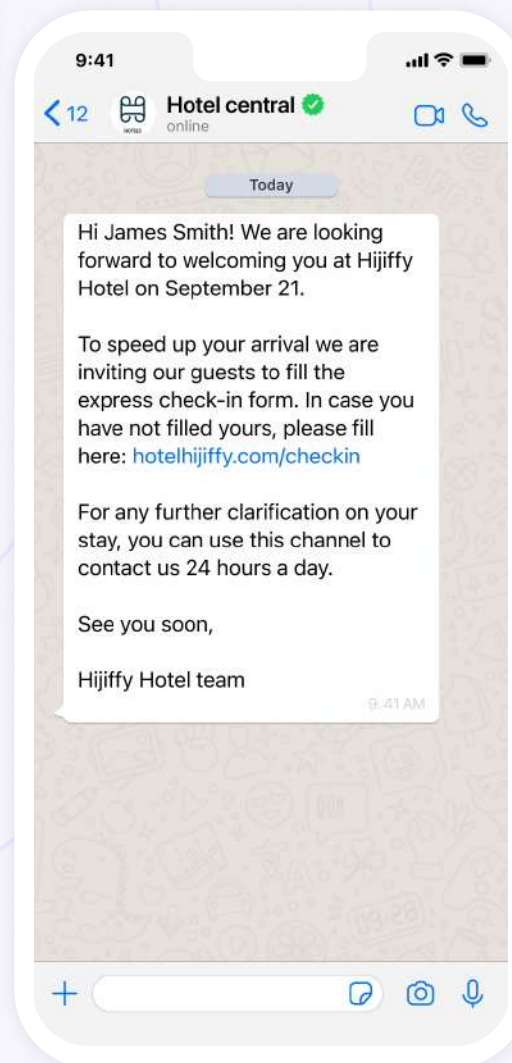 9:41
12
HOTELS
Hotel central
online
Today
Hi James Smith! We are looking
forward to welcoming you at Hijiffy
Hotel on September 21.
To speed up your arrival we are
inviting our guests to fill the
express check-in form. In case you
have not filled yours, please fill
here: hotelhijiffy.com/checkin
For any further clarification on your
stay, you can use this channel to
contact us 24 hours a day.
See you soon,
Hijiffy Hotel team
9:41 AM
09:28